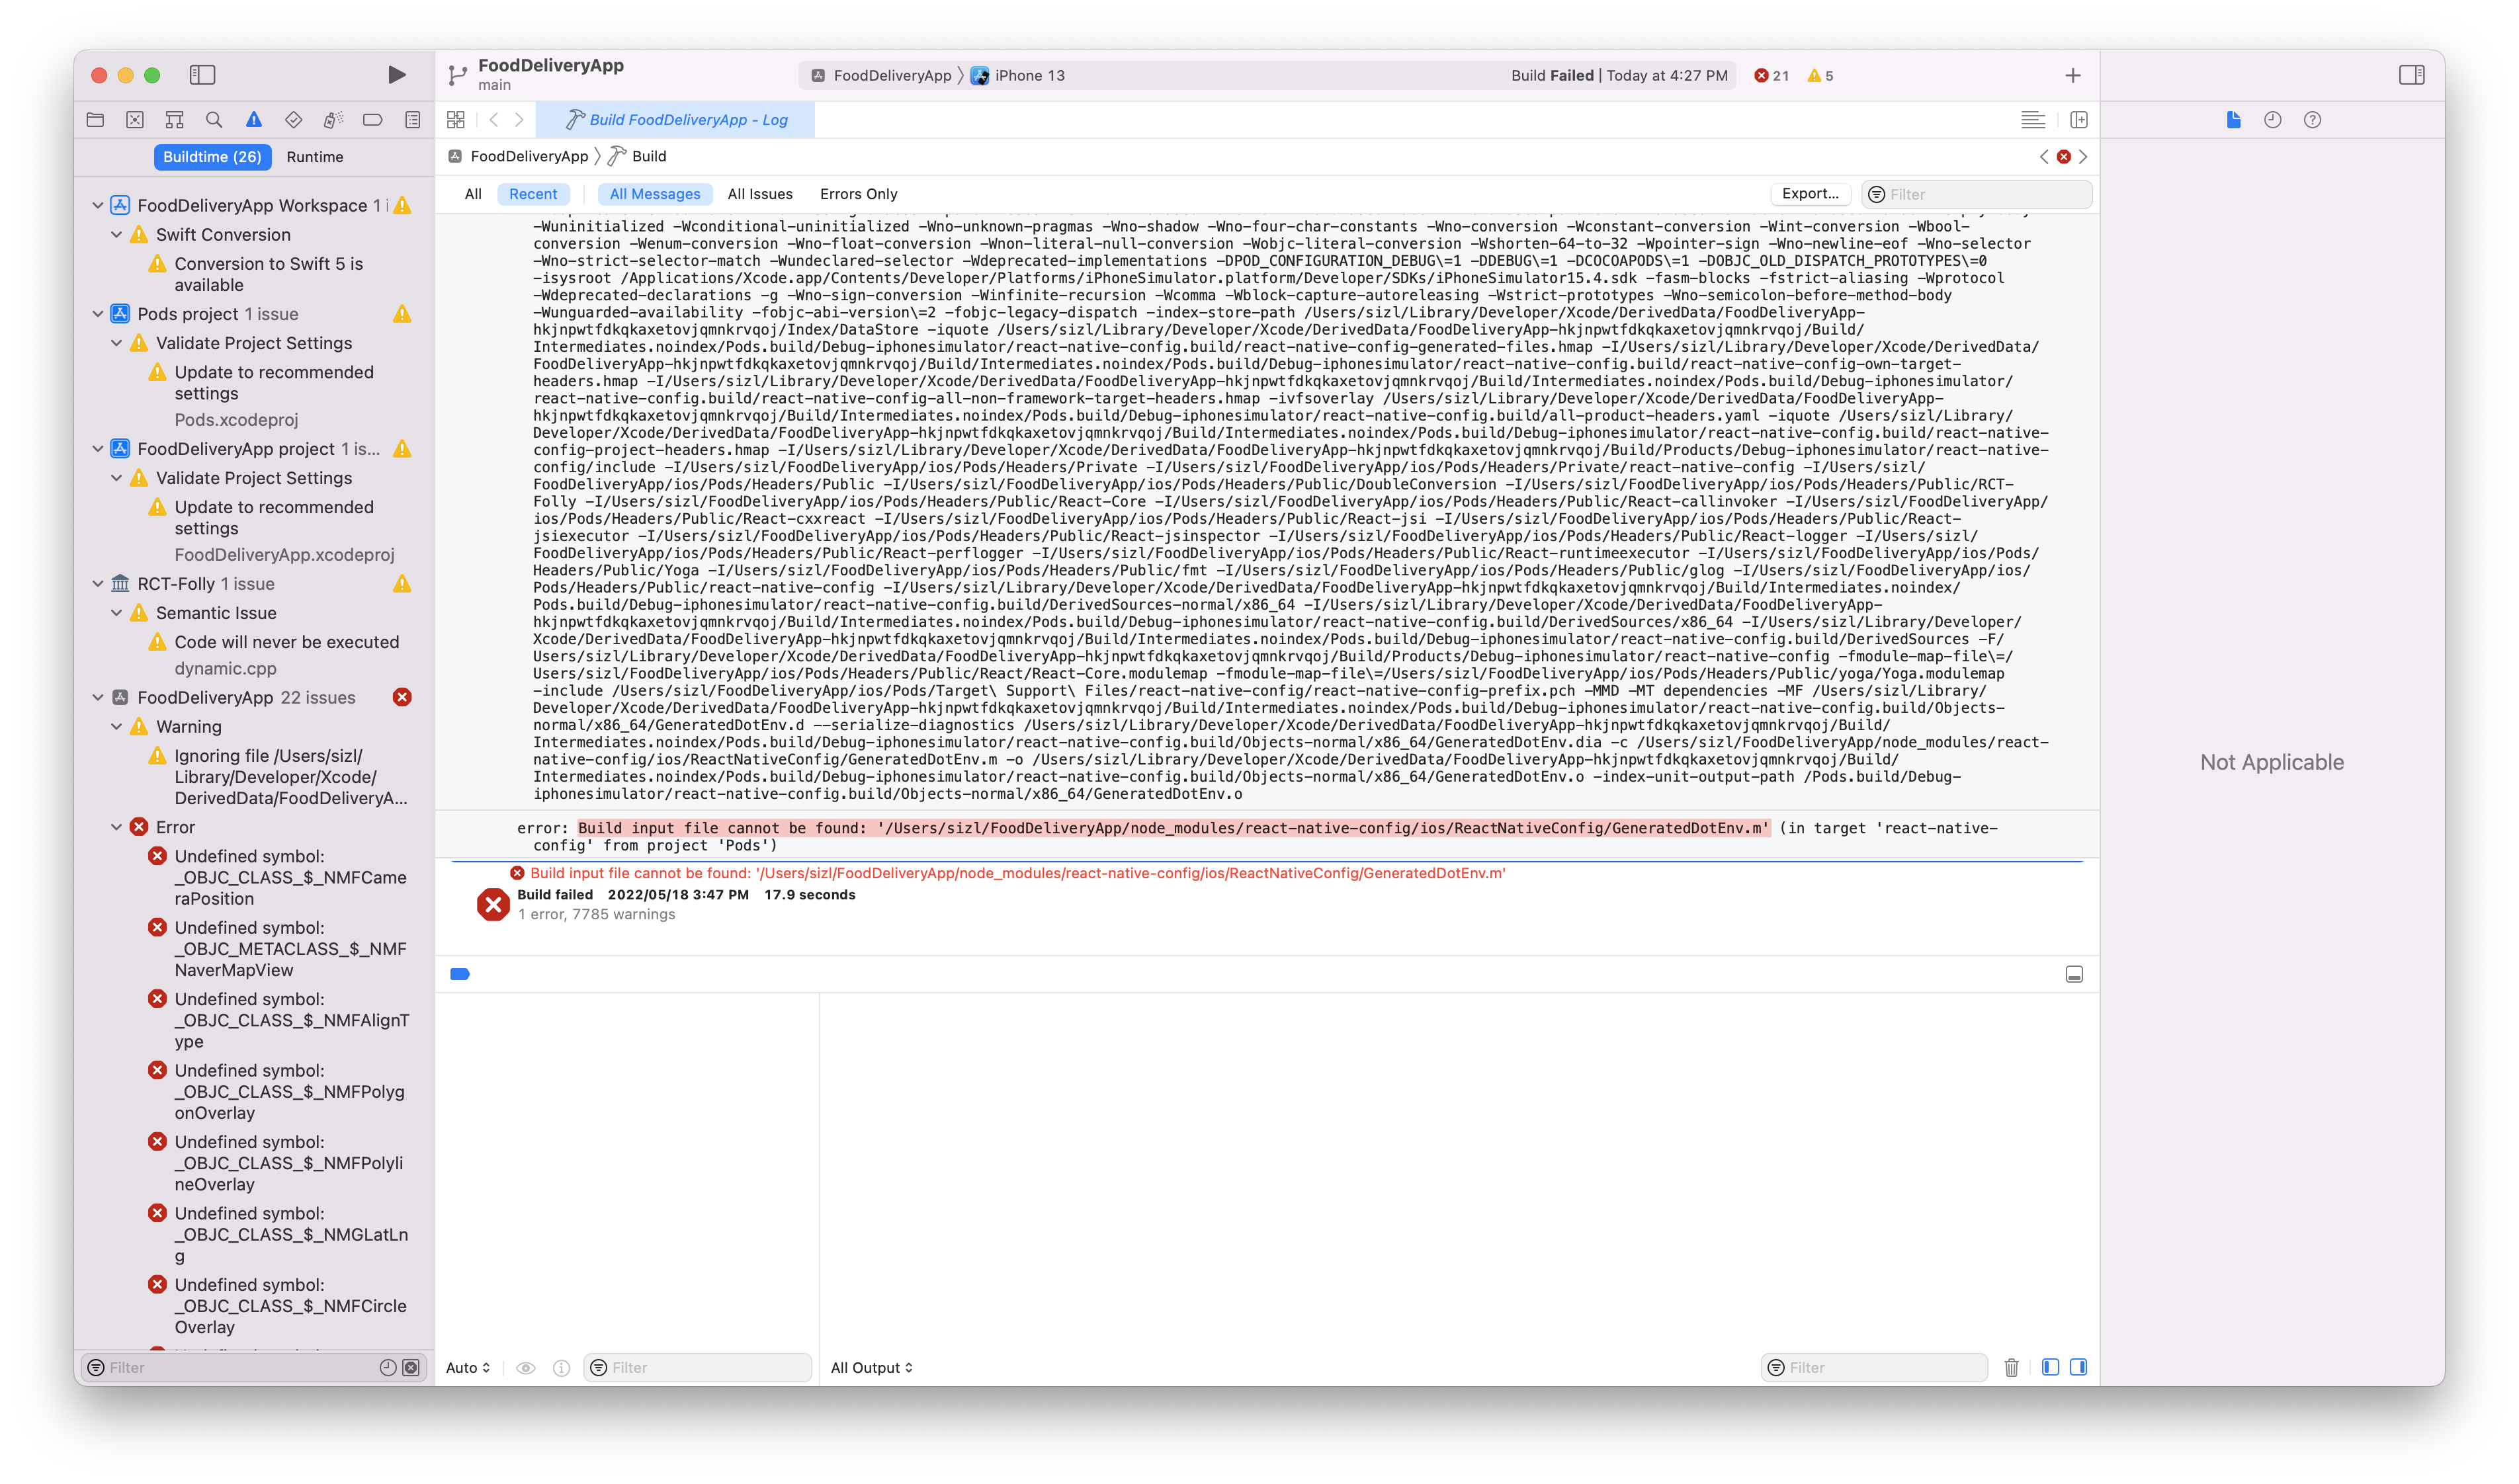 FoodDeliveryApp
main
FoodDeliveryApp 〉 iPhone 13
Build Failed | Today at 4:27 PM
21
5
Build FoodDeliveryApp - Log
Buildtime (26)
Runtime
FoodDeliveryApp 〉 Build
All
Recent
All Messages
All Issues
Errors Only
Export...
Filter
FoodDeliveryApp Workspace 1 i
Swift Conversion
Conversion to Swift 5 is
available
Pods project 1 issue
Validate Project Settings
Update to recommended
settings
Pods.xcodeproj
FoodDeliveryApp project 1 is...
Validate Project Settings
Update to recommended
settings
FoodDeliveryApp.xcodeproj
RCT-Folly 1 issue
Semantic Issue
Code will never be executed
dynamic.cpp
FoodDeliveryApp 22 issues
Warning
Ignoring file /Users/sizl/
Library/Developer/Xcode/
DerivedData/FoodDeliveryA...
Error
Undefined symbol:
_OBJC_CLASS_$_NMFCame
raPosition
Undefined symbol:
_OBJC_METACLASS_$_NMF
NaverMapView
Undefined symbol:
_OBJC_CLASS_$_NMFAlignT
ype
Undefined symbol:
_OBJC_CLASS_$_NMFPolyg
onOverlay
Undefined symbol:
_OBJC_CLASS_$_NMFPolyli
neOverlay
Undefined symbol:
_OBJC_CLASS_$_NMGLatLn
g
Undefined symbol:
_OBJC_CLASS_$_NMFCircle
Overlay
Filter
-Wuninitialized -Wconditional-uninitialized -Wno-unknown-pragmas -Wno-shadow -Wno-four-char-constants -Wno-conversion -Wconstant-conversion -Wint-conversion -Wbool-
conversion -Wenum-conversion -Wno-float-conversion -Wnon-literal-null-conversion -Wobjc-literal-conversion -Wshorten-64-to-32 -Wpointer-sign -Wno-newline-eof -Wno-selector
-Wno-strict-selector-match -Wundeclared-selector -Wdeprecated-implementations -DPOD_CONFIGURATION_DEBUG\=1 -DDEBUG\=1 -DCOCOAPODS\=1 -DOBJC_OLD_DISPATCH_PROTOTYPES\=0
-isysroot /Applications/Xcode.app/Contents/Developer/Platforms/iPhoneSimulator.platform/Developer/SDKs/iPhoneSimulator15.4.sdk -fasm-blocks -fstrict-aliasing -Wprotocol
-Wdeprecated-declarations -g -Wno-sign-conversion -Winfinite-recursion -Wcomma -Wblock-capture-autoreleasing -Wstrict-prototypes -Wno-semicolon-before-method-body
-Wunguarded-availability -fobjc-abi-version\=2 -fobjc-legacy-dispatch -index-store-path /Users/sizl/Library/Developer/Xcode/DerivedData/FoodDeliveryApp-
hkjnpwtfdkqkaxetovjqmnkrvqoj/Index/DataStore -iquote /Users/sizl/Library/Developer/Xcode/DerivedData/FoodDeliveryApp-hkjnpwtfdkqkaxetovjqmnkrvqoj/Build/
Intermediates.noindex/Pods.build/Debug-iphonesimulator/react-native-config.build/react-native-config-generated-files.hmap -I/Users/sizl/Library/Developer/Xcode/DerivedData/
FoodDeliveryApp-hkjnpwtfdkqkaxetovjqmnkrvqoj/Build/Intermediates.noindex/Pods.build/Debug-iphonesimulator/react-native-config.build/react-native-config-own-target-
headers.hmap -I/Users/sizl/Library/Developer/Xcode/DerivedData/FoodDeliveryApp-hkjnpwtfdkqkaxetovjqmnkrvqoj/Build/Intermediates.noindex/Pods.build/Debug-iphonesimulator/
react-native-config.build/react-native-config-all-non-framework-target-headers.hmap -ivfsoverlay /Users/sizl/Library/Developer/Xcode/DerivedData/FoodDeliveryApp-
hkjnpwtfdkqkaxetovjqmnkrvqoj/Build/Intermediates.noindex/Pods.build/Debug-iphonesimulator/react-native-config.build/all-product-headers.yaml -iquote /Users/sizl/Library/
Developer/Xcode/DerivedData/FoodDeliveryApp-hkjnpwtfdkqkaxetovjqmnkrvqoj/Build/Intermediates.noindex/Pods.build/Debug-iphonesimulator/react-native-config.build/react-native-
config-project-headers.hmap -I/Users/sizl/Library/Developer/Xcode/DerivedData/FoodDeliveryApp-hkjnpwtfdkqkaxetovjqmnkrvqoj/Build/Products/Debug-iphonesimulator/react-native-
config/include -I/Users/sizl/FoodDeliveryApp/ios/Pods/Headers/Private -I/Users/sizl/FoodDeliveryApp/ios/Pods/Headers/Private/react-native-config -I/Users/sizl/
FoodDeliveryApp/ios/Pods/Headers/Public -I/Users/sizl/FoodDeliveryApp/ios/Pods/Headers/Public/DoubleConversion -I/Users/sizl/FoodDeliveryApp/ios/Pods/Headers/Public/RCT-
Folly -I/Users/sizl/FoodDeliveryApp/ios/Pods/Headers/Public/React-Core -I/Users/sizl/FoodDeliveryApp/ios/Pods/Headers/Public/React-callinvoker -I/Users/sizl/FoodDeliveryApp/
ios/Pods/Headers/Public/React-cxxreact -I/Users/sizl/FoodDeliveryApp/ios/Pods/Headers/Public/React-jsi -I/Users/sizl/FoodDeliveryApp/ios/Pods/Headers/Public/React-
jsiexecutor -I/Users/sizl/FoodDeliveryApp/ios/Pods/Headers/Public/React-jsinspector -I/Users/sizl/FoodDeliveryApp/ios/Pods/Headers/Public/React-logger -I/Users/sizl/
FoodDeliveryApp/ios/Pods/Headers/Public/React-perflogger -I/Users/sizl/FoodDeliveryApp/ios/Pods/Headers/Public/React-runtimeexecutor -I/Users/sizl/FoodDeliveryApp/ios/Pods/
Headers/Public/Yoga -I/Users/sizl/FoodDeliveryApp/ios/Pods/Headers/Public/fmt -I/Users/sizl/FoodDeliveryApp/ios/Pods/Headers/Public/glog -I/Users/sizl/FoodDeliveryApp/ios/
Pods/Headers/Public/react-native-config -I/Users/sizl/Library/Developer/Xcode/DerivedData/FoodDeliveryApp-hkjnpwtfdkqkaxetovjqmnkrvqoj/Build/Intermediates.noindex/
Pods.build/Debug-iphonesimulator/react-native-config.build/DerivedSources-normal/x86_64 -I/Users/sizl/Library/Developer/Xcode/DerivedData/FoodDeliveryApp-
hkjnpwtfdkqkaxetovjqmnkrvqoj/Build/Intermediates.noindex/Pods.build/Debug-iphonesimulator/react-native-config.build/DerivedSources/x86_64 -I/Users/sizl/Library/Developer/
Xcode/DerivedData/FoodDeliveryApp-hkjnpwtfdkqkaxetovjqmnkrvqoj/Build/Intermediates.noindex/Pods.build/Debug-iphonesimulator/react-native-config.build/DerivedSources -F/
Users/sizl/Library/Developer/Xcode/DerivedData/FoodDeliveryApp-hkjnpwtfdkqkaxetovjqmnkrvqoj/Build/Products/Debug-iphonesimulator/react-native-config -fmodule-map-file\=/
Users/sizl/FoodDeliveryApp/ios/Pods/Headers/Public/React/React-Core.modulemap -fmodule-map-file\=/Users/sizl/FoodDeliveryApp/ios/Pods/Headers/Public/yoga/Yoga.modulemap
-include /Users/sizl/FoodDeliveryApp/ios/Pods/Target\ Support\ Files/react-native-config/react-native-config-prefix.pch -MMD -MT dependencies -MF /Users/sizl/Library/
Developer/Xcode/DerivedData/FoodDeliveryApp-hkjnpwtfdkqkaxetovjqmnkrvqoj/Build/Intermediates.noindex/Pods.build/Debug-iphonesimulator/react-native-config.build/Objects-
normal/x86_64/GeneratedDotEnv.d --serialize-diagnostics /Users/sizl/Library/Developer/Xcode/DerivedData/FoodDeliveryApp-hkjnpwtfdkqkaxetovjqmnkrvqoj/Build/
Intermediates.noindex/Pods.build/Debug-iphonesimulator/react-native-config.build/Objects-normal/x86_64/GeneratedDotEnv.dia -c /Users/sizl/FoodDeliveryApp/node_modules/react-
native-config/ios/ReactNativeConfig/GeneratedDotEnv.m -o /Users/sizl/Library/Developer/Xcode/DerivedData/FoodDeliveryApp-hkjnpwtfdkqkaxetovjqmnkrvqoj/Build/
Intermediates.noindex/Pods.build/Debug-iphonesimulator/react-native-config.build/Objects-normal/x86_64/GeneratedDotEnv.o -index-unit-output-path /Pods.build/Debug-
iphonesimulator/react-native-config.build/Objects-normal/x86_64/GeneratedDotEnv.o
error: Build input file cannot be found: '/Users/sizl/FoodDeliveryApp/node_modules/react-native-config/ios/ReactNativeConfig/GeneratedDotEnv.m' (in target 'react-native-
config' from project 'Pods')
Build input file cannot be found: '/Users/sizl/FoodDeliveryApp/node_modules/react-native-config/ios/ReactNativeConfig/GeneratedDotEnv.m'
Build failed 2022/05/18 3:47 PM 17.9 seconds
1 error, 7785 warnings
Auto
Filter
All Output
Filter
Not Applicable